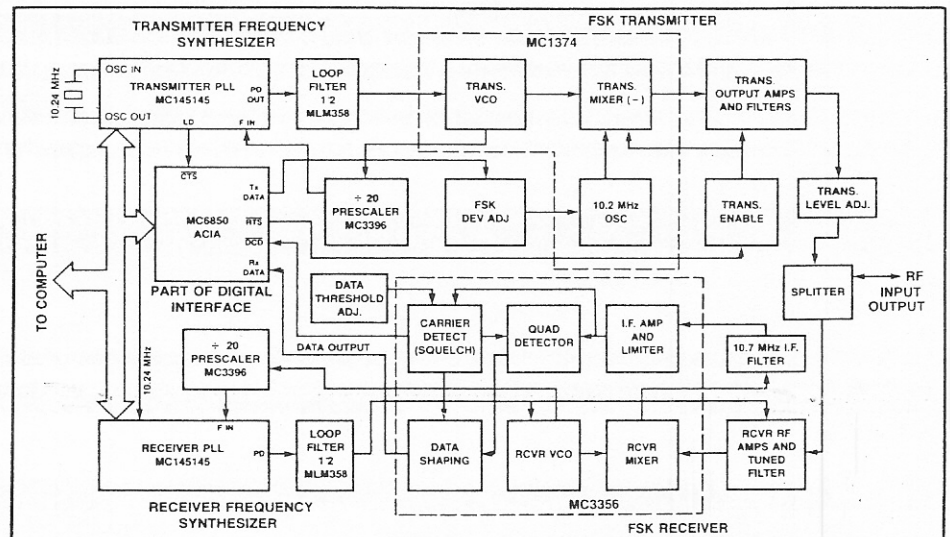 TRANSMITTER FREQUENCY
SYNTHESIZER
FSK TRANSMITTER
MC1374
10.24 MHz
OSC IN
OSC OUT
TRANSMITTER PLL
MC145145
PD
OUT
LD
F IN
LOOP
FILTER
1/2
MLM358
TRANS.
VCO
TRANS.
MIXER (–)
TRANS.
OUTPUT AMPS
AND FILTERS
CTS
MC6850
ACIA
Tx
DATA
RTS
DCD
Rx
DATA
÷ 20
PRESCALER
MC3396
FSK
DEV ADJ
10.2 MHz
OSC
TRANS.
ENABLE
TRANS.
LEVEL ADJ.
TO COMPUTER
PART OF DIGITAL
INTERFACE
SPLITTER
RF
INPUT
OUTPUT
DATA
THRESHOLD
ADJ.
CARRIER
DETECT
(SQUELCH)
QUAD
DETECTOR
I.F. AMP
AND
LIMITER
10.7 MHz I.F.
FILTER
÷ 20
PRESCALER
MC3396
DATA OUTPUT
10.24 MHz
F IN
RECEIVER PLL
MC145145
PD
LOOP
FILTER
1/2
MLM358
DATA
SHAPING
RCVR VCO
RCVR
MIXER
RCVR RF
AMPS AND
TUNED
FILTER
MC3356
RECEIVER FREQUENCY
SYNTHESIZER
FSK RECEIVER